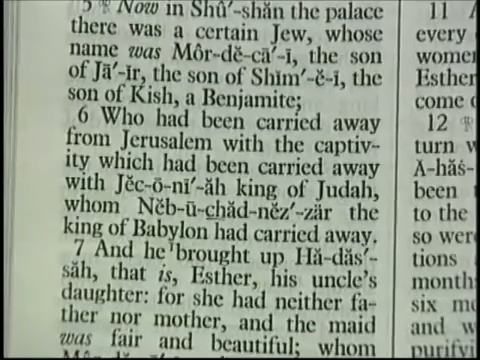 5 ¶ Now in Shû´-shăn the palace
there was a certain Jew, whose
name was Môr-dĕ-cā´-ī, the son
of Jā´-ir, the son of Shĭm´-ĕ-ī, the
son of Kish, a Benjamite;
6 Who had been carried away
from Jerusalem with the captiv-
ity which had been carried away
with Jĕc-ō-nī´-ăh king of Judah,
whom Nĕb-ū-chăd-nĕz´-zär the
king of Babylon had carried away.
7 And he brought up Hă-dăs´-
săh, that is, Esther, his uncle's
daughter: for she had neither fa-
ther nor mother, and the maid
was fair and beautiful; whom
11
every
women
Esther
come
12 ¶
turn
Ā-hăś-
been
to the
so were
tions
months
six
and